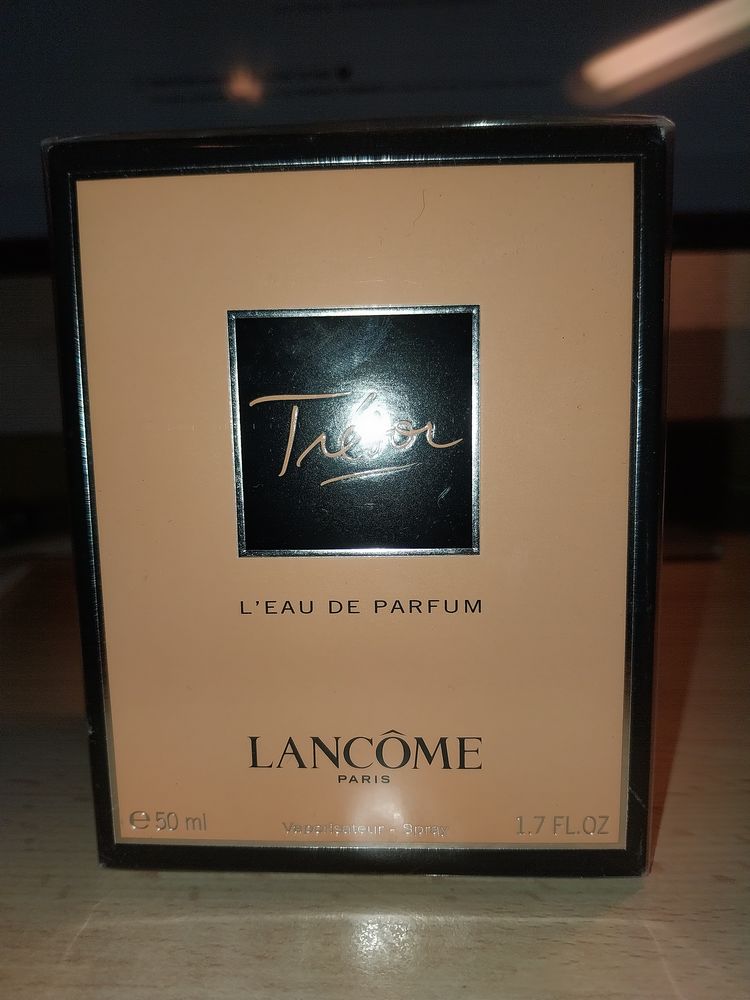 Trésor
L'EAU DE PARFUM
LANCÔME
PARIS
℮ 50 ml Vaporisateur - Spray 1.7 FL.OZ